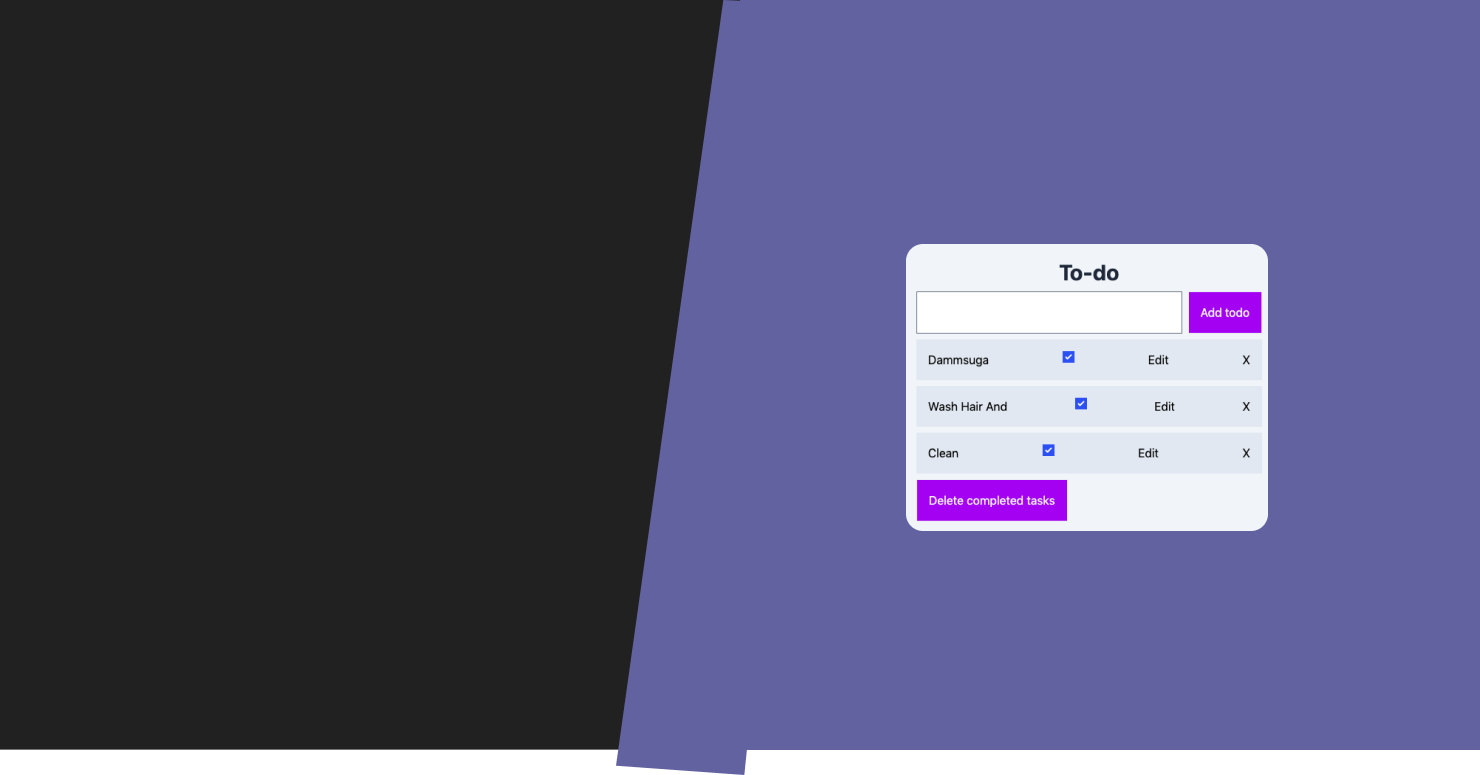 To-do
Add todo
Dammsuga Edit X
Wash Hair And Edit X
Clean Edit X
Delete completed tasks